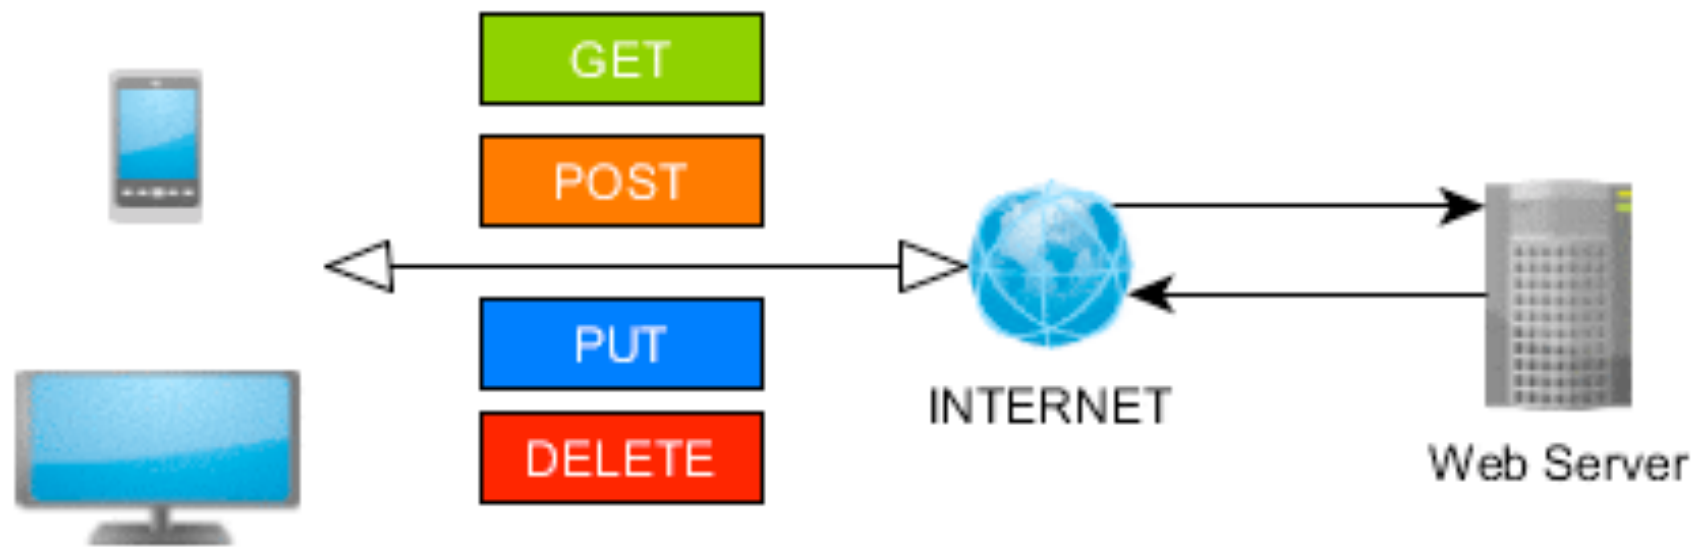 GET
POST
PUT
DELETE
INTERNET
Web Server